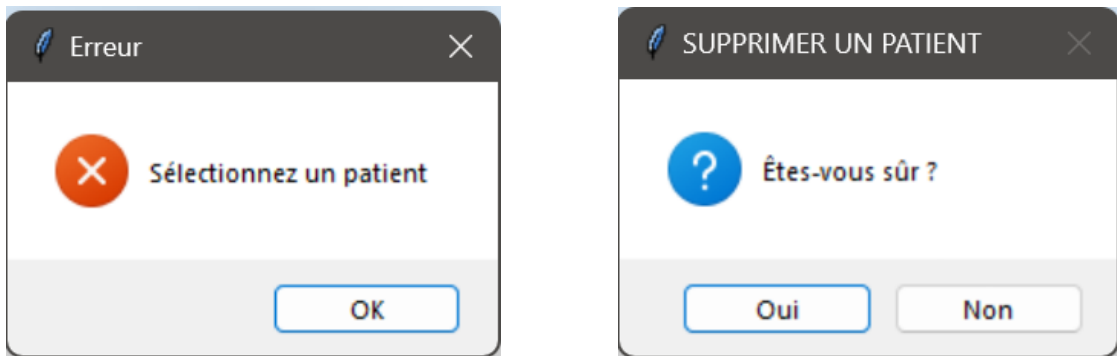 Erreur
Sélectionnez un patient
OK
SUPPRIMER UN PATIENT
Êtes-vous sûr ?
Oui
Non